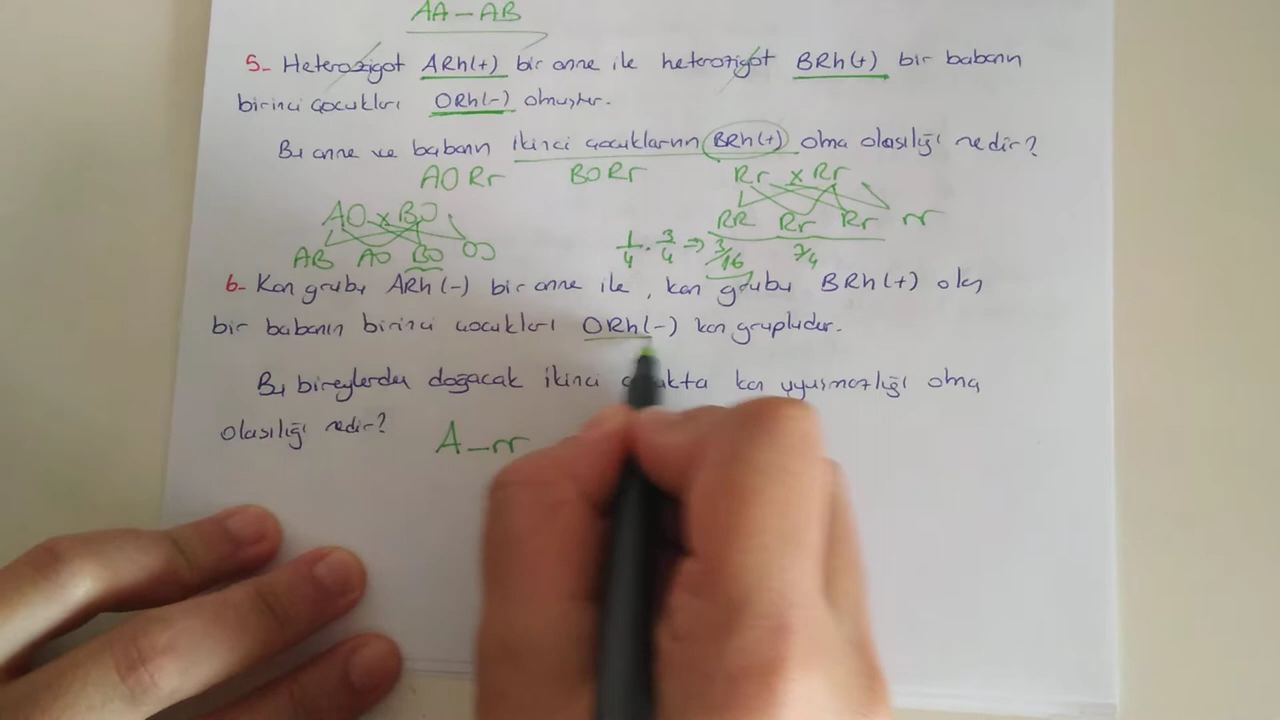 AA - AB
5- Heterozigot ARh(+) bir anne ile heterozigot BRh(+) bir babanın
birinci çocukları ORh(-) olmuştur.
Bu anne ve babanın ikinci çocuklarının BRh(+) olma olasılığı nedir?
AO Rr BO Rr Rr x Rr
AO x BO RR Rr Rr rr
AB AO BO OO 1/4 . 3/4 => 3/16 3/4
6- Kan grubu ARh(-) bir anne ile, kan grubu BRh(+) olan
bir babanın birinci çocukları ORh(-) kan grupludur.
Bu bireylerden doğacak ikinci kan uyuşmazlığı olma
olasılığı nedir? A_rr